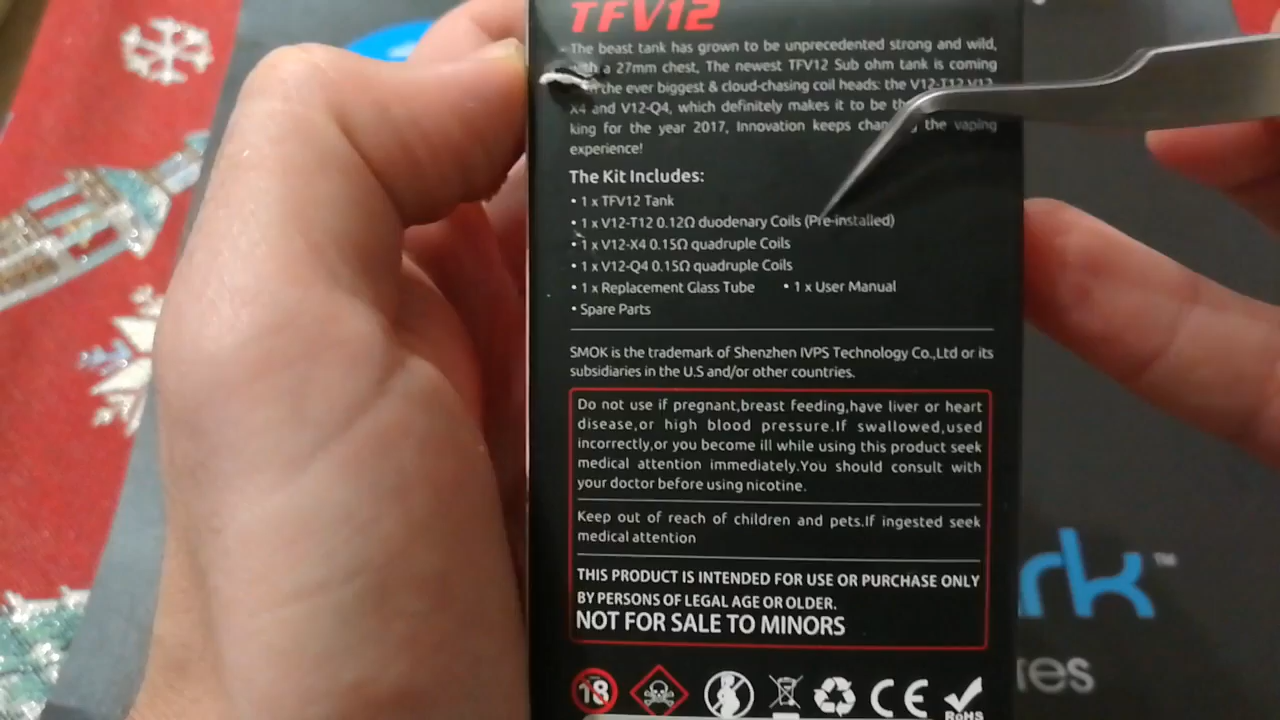 TFV12
The beast tank has grown to be unprecedented strong and wild,
a 27mm chest, The newest TFV12 Sub ohm tank is coming
the ever biggest & cloud-chasing coil heads: the V12-T12 V12-
X4 and V12-Q4, which definitely makes it to be
king for the year 2017, Innovation keeps the vaping
experience!
The Kit Includes:
• 1 x TFV12 Tank
• 1 x V12-T12 0.12Ω duodenary Coils (Pre-installed)
• 1 x V12-X4 0.15Ω quadruple Coils
• 1 x V12-Q4 0.15Ω quadruple Coils
• 1 x Replacement Glass Tube • 1 x User Manual
• Spare Parts
SMOK is the trademark of Shenzhen IVPS Technology Co.,Ltd or its
subsidiaries in the U.S and/or other countries.
Do not use if pregnant,breast feeding,have liver or heart
disease,or high blood pressure.If swallowed,used
incorrectly,or you become ill while using this product seek
medical attention immediately.You should consult with
your doctor before using nicotine.
Keep out of reach of children and pets.If ingested seek
medical attention
THIS PRODUCT IS INTENDED FOR USE OR PURCHASE ONLY
BY PERSONS OF LEGAL AGE OR OLDER.
NOT FOR SALE TO MINORS
18 CE RoHS
rk™
res